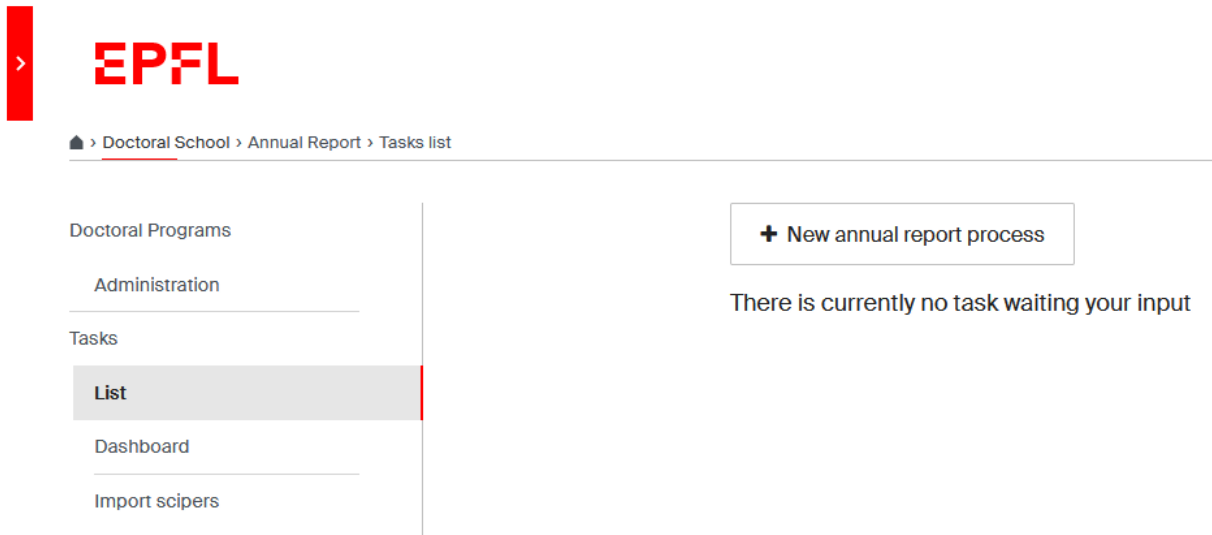 EPFL
> Doctoral School > Annual Report > Tasks list
Doctoral Programs
Administration
Tasks
List
Dashboard
Import scipers
+ New annual report process
There is currently no task waiting your input